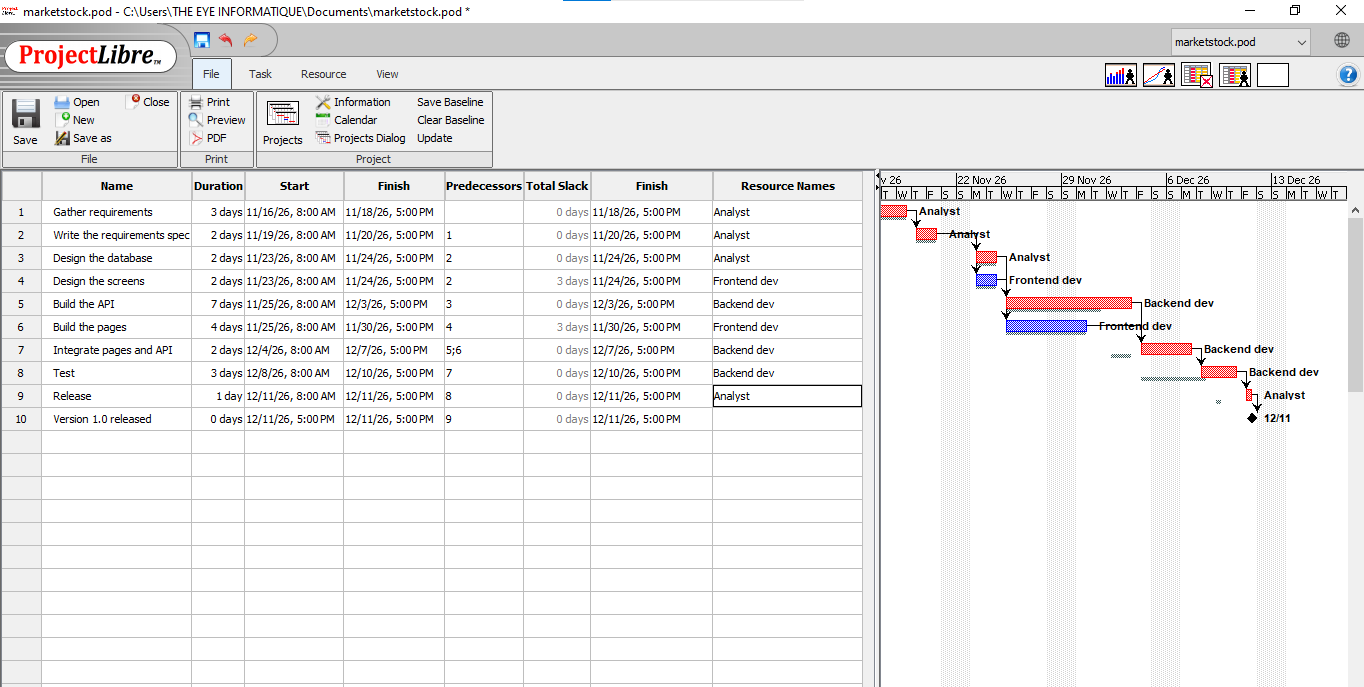 marketstock.pod - C:\Users\THE EYE INFORMATIQUE\Documents\marketstock.pod *
ProjectLibre™
marketstock.pod
File Task Resource View
Save Open New Save as Close
File
Print Preview PDF
Print
Projects Information Calendar Projects Dialog Save Baseline Clear Baseline Update
Project
Name Duration Start Finish Predecessors Total Slack Finish Resource Names
1 Gather requirements 3 days 11/16/26, 8:00 AM 11/18/26, 5:00 PM 0 days 11/18/26, 5:00 PM Analyst
2 Write the requirements spec 2 days 11/19/26, 8:00 AM 11/20/26, 5:00 PM 1 0 days 11/20/26, 5:00 PM Analyst
3 Design the database 2 days 11/23/26, 8:00 AM 11/24/26, 5:00 PM 2 0 days 11/24/26, 5:00 PM Analyst
4 Design the screens 2 days 11/23/26, 8:00 AM 11/24/26, 5:00 PM 2 3 days 11/24/26, 5:00 PM Frontend dev
5 Build the API 7 days 11/25/26, 8:00 AM 12/3/26, 5:00 PM 3 0 days 12/3/26, 5:00 PM Backend dev
6 Build the pages 4 days 11/25/26, 8:00 AM 11/30/26, 5:00 PM 4 3 days 11/30/26, 5:00 PM Frontend dev
7 Integrate pages and API 2 days 12/4/26, 8:00 AM 12/7/26, 5:00 PM 5;6 0 days 12/7/26, 5:00 PM Backend dev
8 Test 3 days 12/8/26, 8:00 AM 12/10/26, 5:00 PM 7 0 days 12/10/26, 5:00 PM Backend dev
9 Release 1 day 12/11/26, 8:00 AM 12/11/26, 5:00 PM 8 0 days 12/11/26, 5:00 PM Analyst
10 Version 1.0 released 0 days 12/11/26, 5:00 PM 12/11/26, 5:00 PM 9 0 days 12/11/26, 5:00 PM
v 26 22 Nov 26 29 Nov 26 6 Dec 26 13 Dec 26
T W T F S S M T W T F S S M T W T F S S M T W T F S S M T W T
Analyst
Analyst
Analyst
Frontend dev
Backend dev
Frontend dev
Backend dev
Backend dev
Analyst
12/11